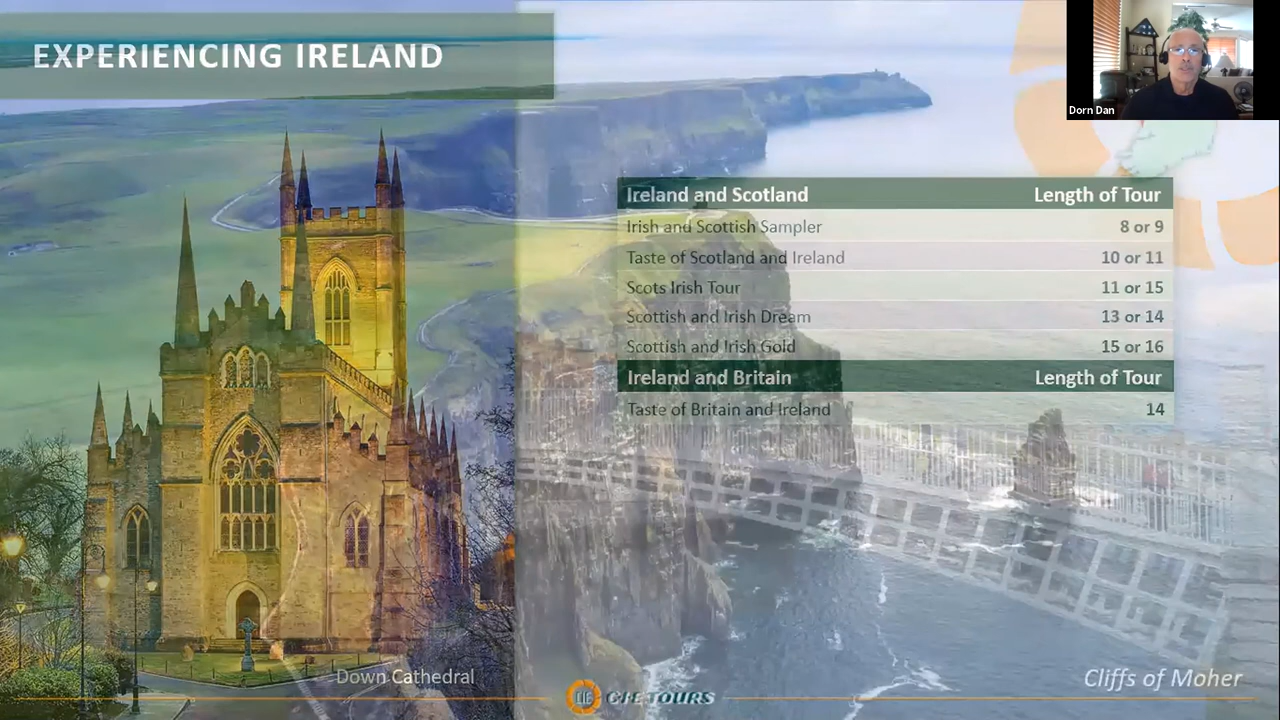 EXPERIENCING IRELAND
Dorn Dan
Ireland and Scotland Length of Tour
Irish and Scottish Sampler 8 or 9
Taste of Scotland and Ireland 10 or 11
Scots Irish Tour 11 or 15
Scottish and Irish Dream 13 or 14
Scottish and Irish Gold 15 or 16
Ireland and Britain Length of Tour
Taste of Britain and Ireland 14
Down Cathedral
Cliffs of Moher
CIE TOURS